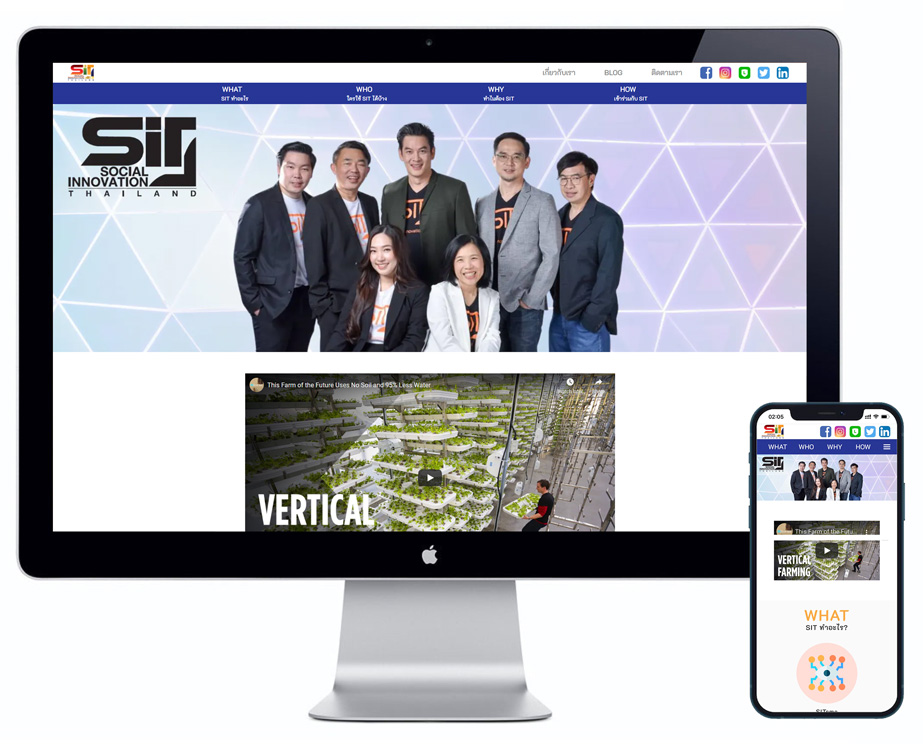 SiT
เกี่ยวกับเรา
BLOG
ติดตามเรา
WHAT
SIT ทำอะไร
WHO
ใครใช้ SIT ได้บ้าง
WHY
ทำไมต้อง SIT
HOW
เข้าร่วมกับ SIT
SiT
SOCIAL
INNOVATION
THAILAND
This Farm of the Future Uses No Soil and 95% Less Water
VERTICAL
02:05
SiT
WHAT
WHO
WHY
HOW
SiT
This Farm of the Futu...
VERTICAL
FARMING
WHAT
SIT ทำอะไร?